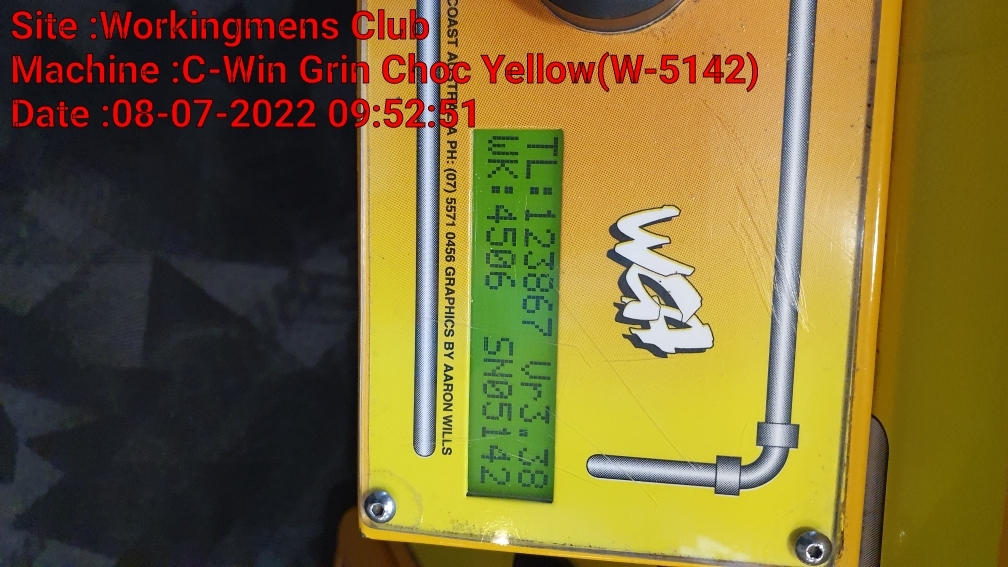 Site :Workingmens Club
Machine :C-Win Grin Choc Yellow(W-5142)
Date :08-07-2022 09:52:51
COAST AUSTRALIA PH: (07) 5571 0456 GRAPHICS BY AARON WILLS
TL:123867 Vr3.38
WK:4506 SN05142
WGA